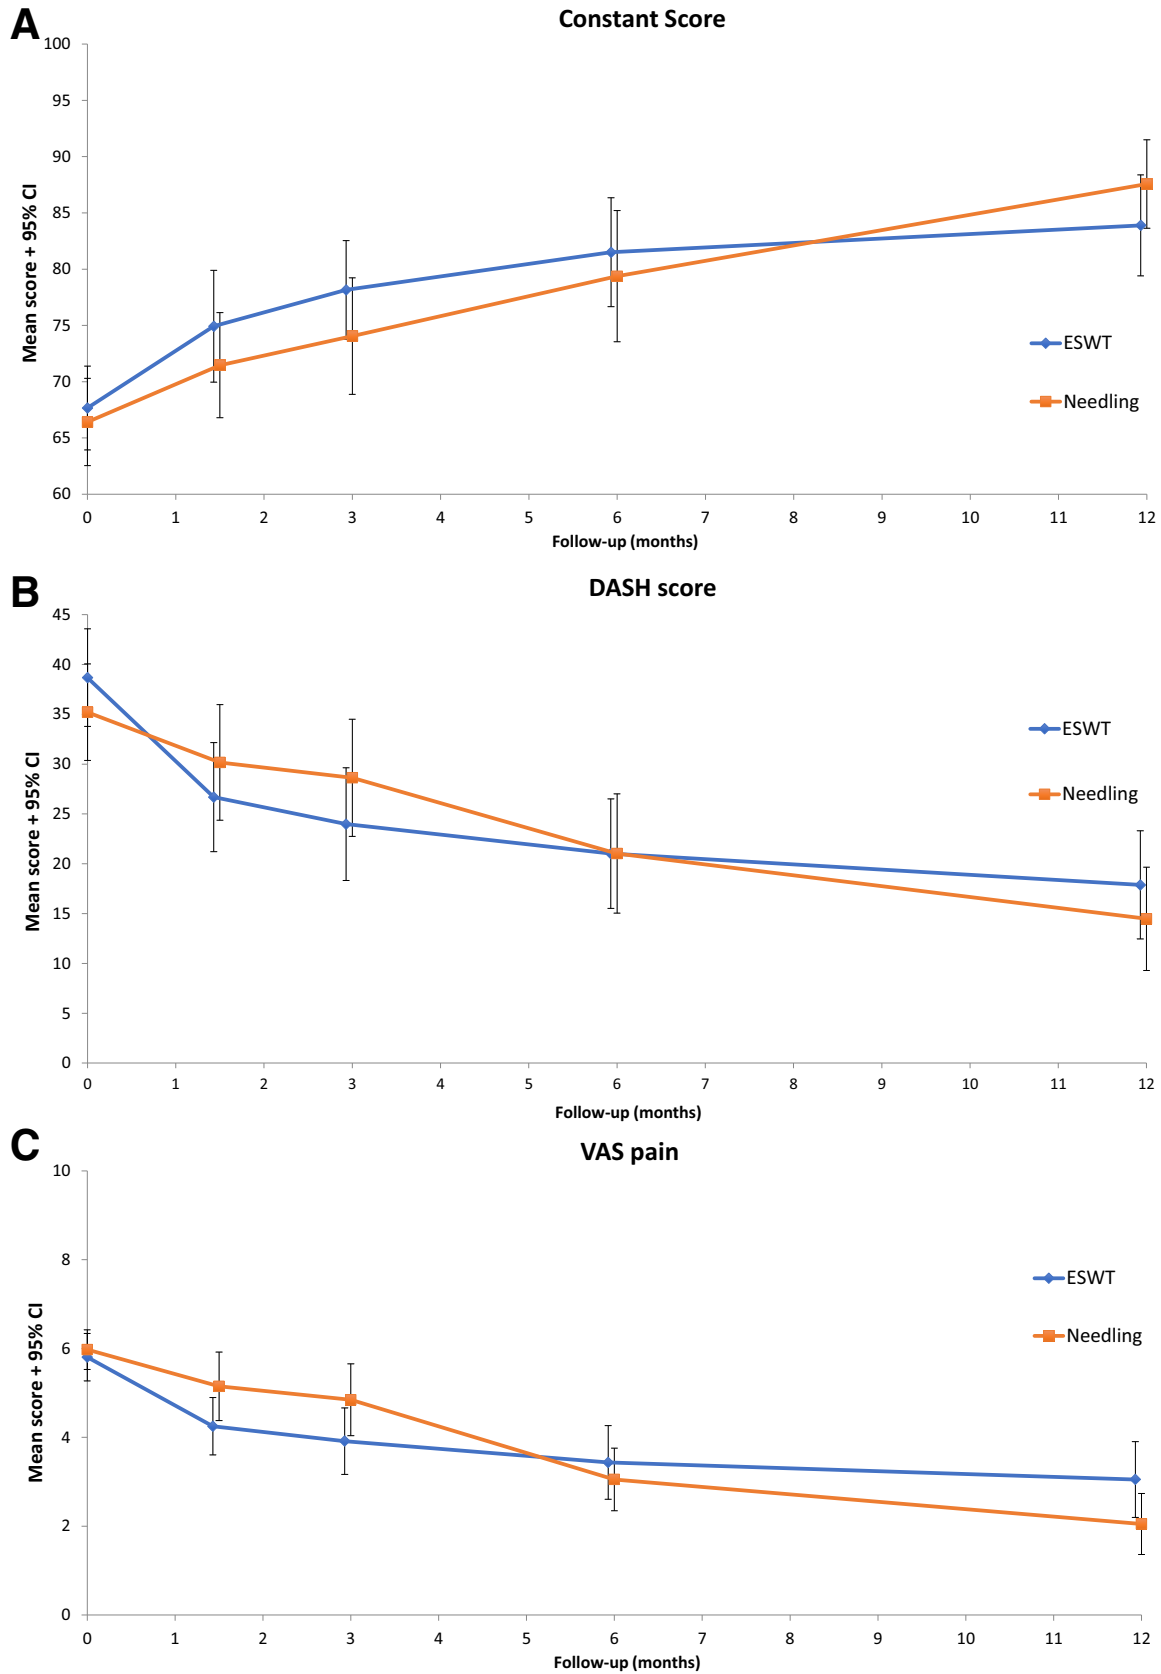 A
Constant Score
100
95
90
85
80
75
70
65
60
Mean score + 95% CI
ESWT
Needling
0 1 2 3 4 5 6 7 8 9 10 11 12
Follow-up (months)
B
DASH score
45
40
35
30
25
20
15
10
5
0
Mean score + 95% CI
ESWT
Needling
0 1 2 3 4 5 6 7 8 9 10 11 12
Follow-up (months)
C
VAS pain
10
8
6
4
2
0
Mean score + 95% CI
ESWT
Needling
0 1 2 3 4 5 6 7 8 9 10 11 12
Follow-up (months)